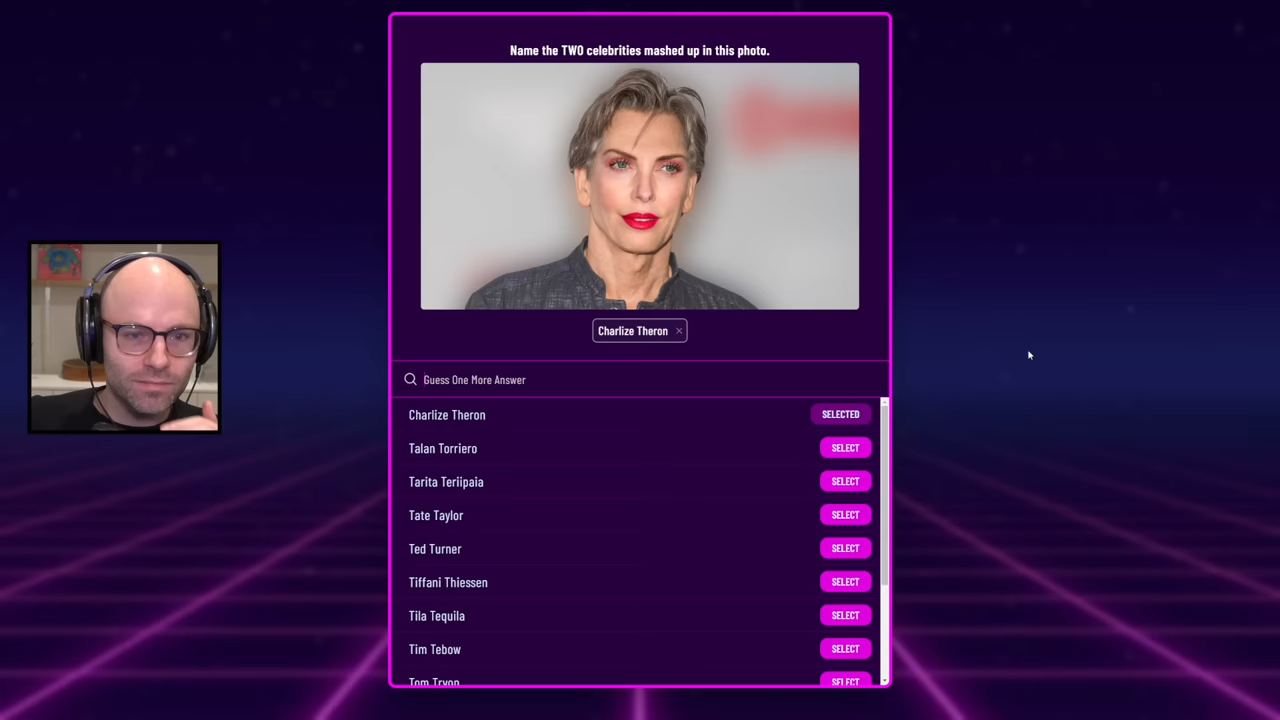 Name the TWO celebrities mashed up in this photo.
Charlize Theron ×
Guess One More Answer
Charlize Theron SELECTED
Talan Torriero SELECT
Tarita Teriipaia SELECT
Tate Taylor SELECT
Ted Turner SELECT
Tiffani Thiessen SELECT
Tila Tequila SELECT
Tim Tebow SELECT
Tom Tryon SELECT